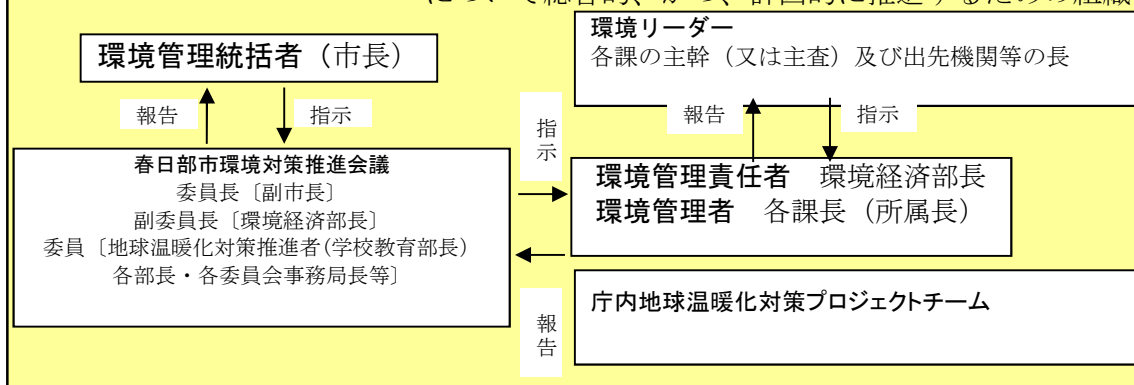 について総合的、かつ、計画的に推進するための組織
環境管理統括者（市長）
報告
指示
春日部市環境対策推進会議
委員長〔副市長〕
副委員長〔環境経済部長〕
委員〔地球温暖化対策推進者(学校教育部長）
各部長・各委員会事務局長等〕
指示
報告
環境リーダー
各課の主幹（又は主査）及び出先機関等の長
報告
指示
環境管理責任者　環境経済部長
環境管理者　各課長（所属長）
庁内地球温暖化対策プロジェクトチーム